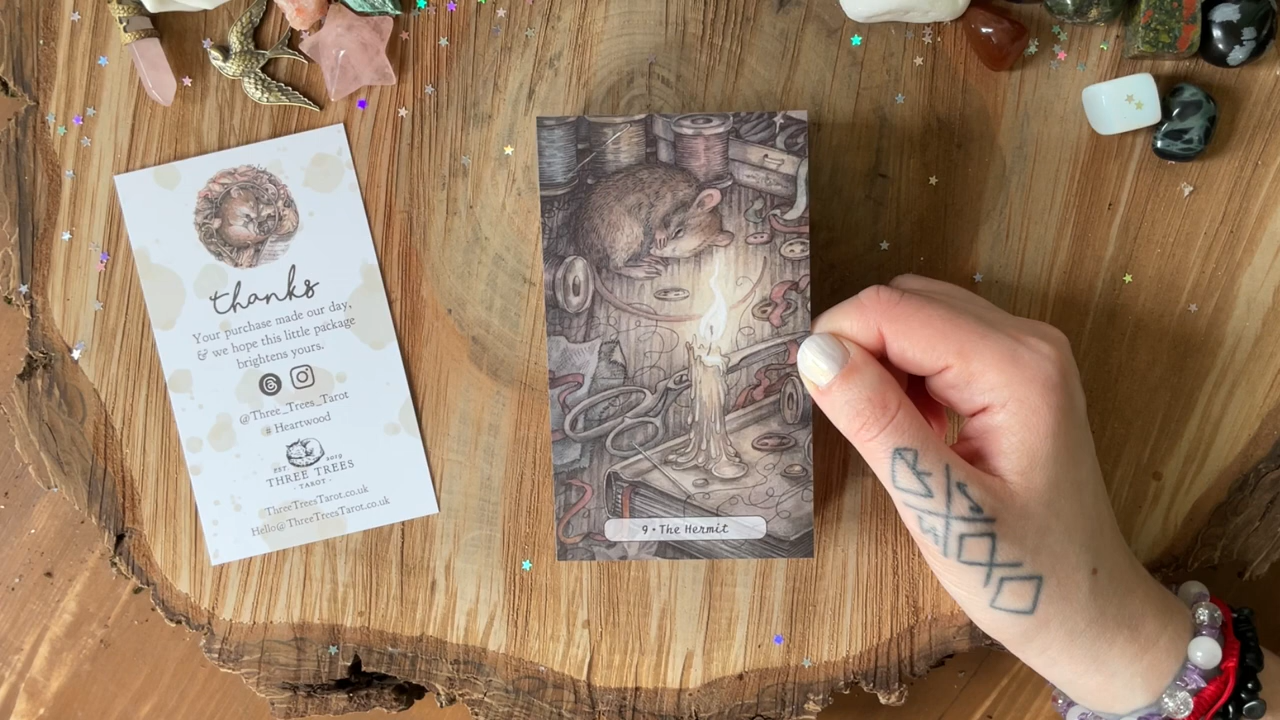 thanks
Your purchase made our day,
& we hope this little package
brightens yours.
@Three_Trees_Tarot
# Heartwood
EST 2019
THREE TREES
· TAROT ·
ThreeTreesTarot.co.uk
Hello@ThreeTreesTarot.co.uk
9 • The Hermit